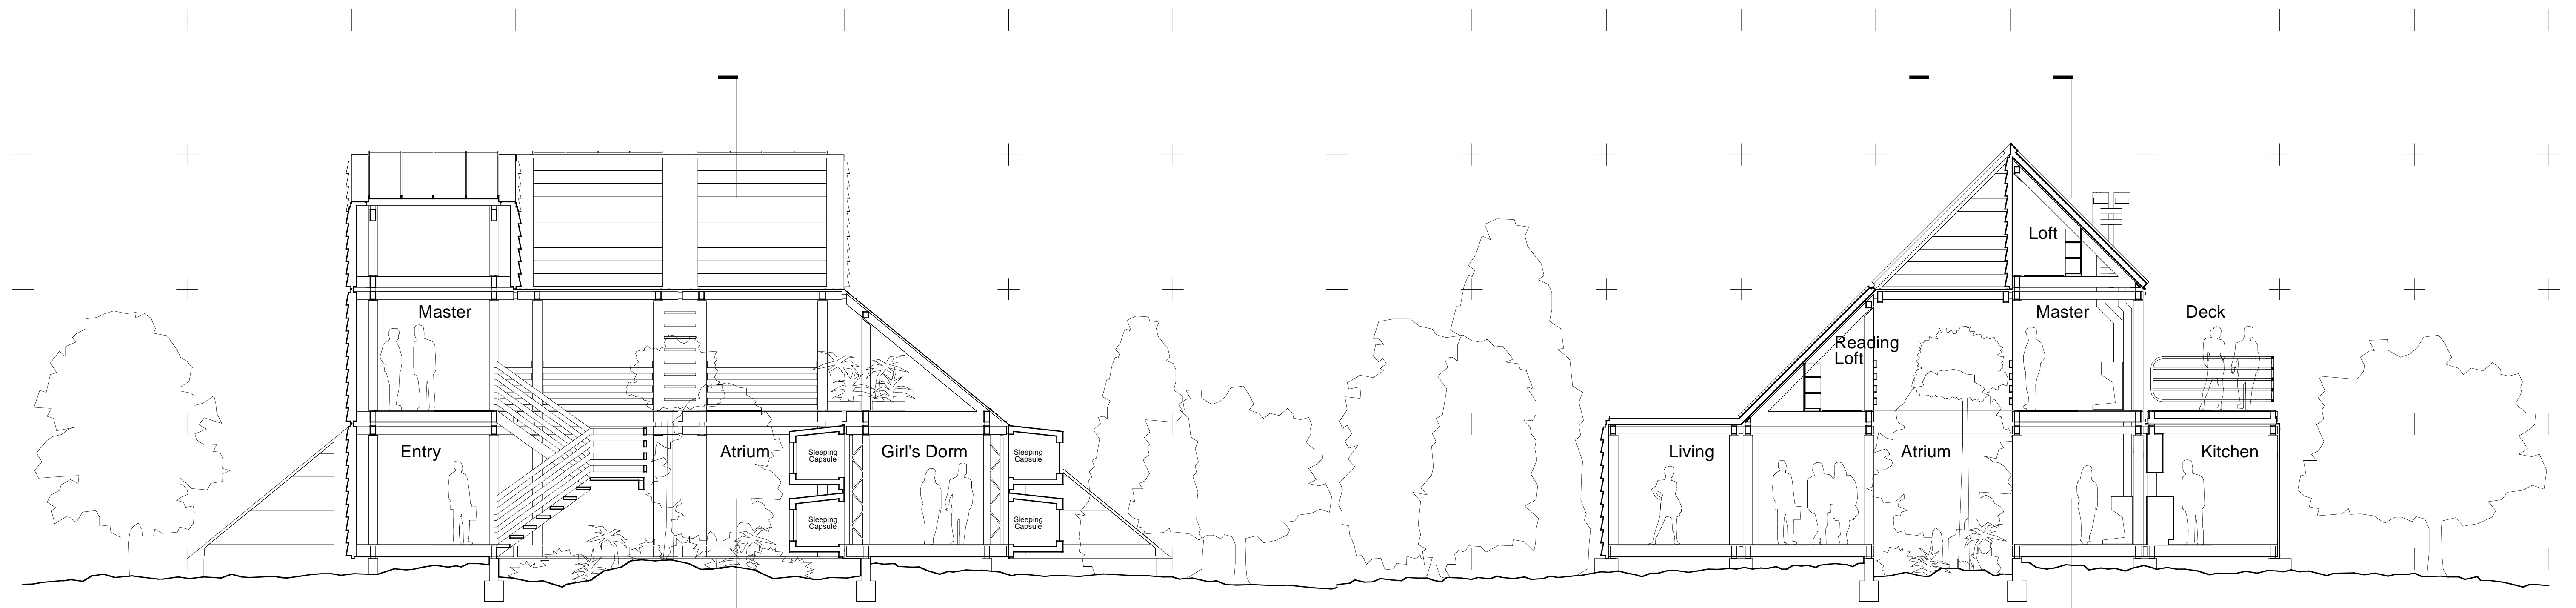 Loft
Master
Master
Deck
Reading
Loft
Entry
Atrium
Sleeping
Capsule
Girl's Dorm
Sleeping
Capsule
Living
Atrium
Kitchen
Sleeping
Capsule
Sleeping
Capsule